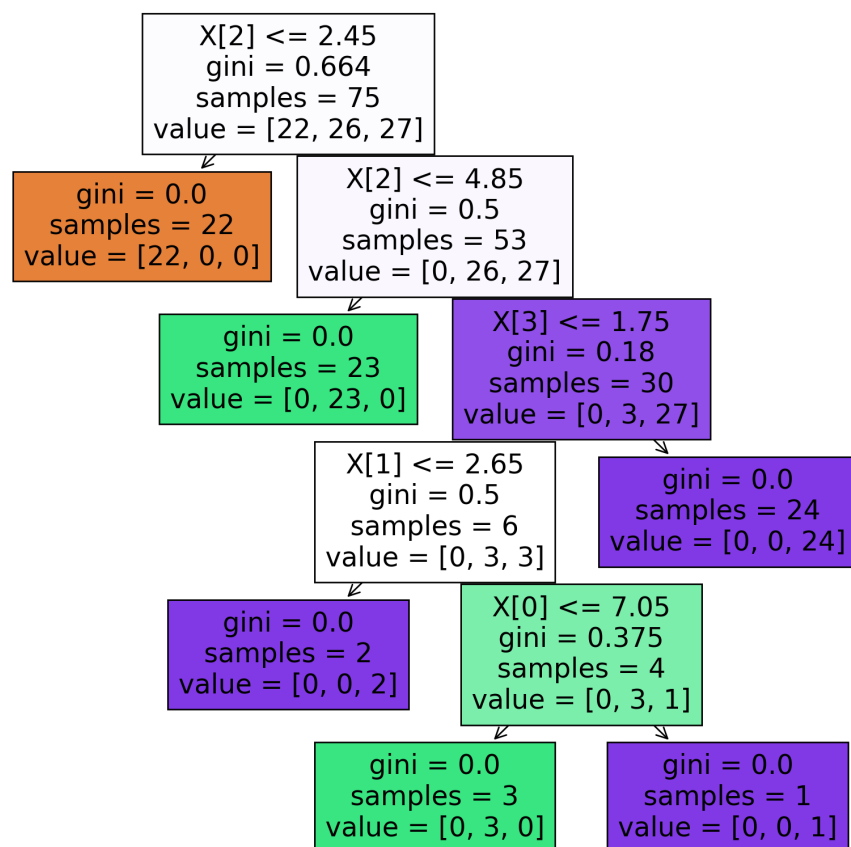 X[2] <= 2.45
gini = 0.664
samples = 75
value = [22, 26, 27]
gini = 0.0
samples = 22
value = [22, 0, 0]
X[2] <= 4.85
gini = 0.5
samples = 53
value = [0, 26, 27]
gini = 0.0
samples = 23
value = [0, 23, 0]
X[3] <= 1.75
gini = 0.18
samples = 30
value = [0, 3, 27]
X[1] <= 2.65
gini = 0.5
samples = 6
value = [0, 3, 3]
gini = 0.0
samples = 24
value = [0, 0, 24]
gini = 0.0
samples = 2
value = [0, 0, 2]
X[0] <= 7.05
gini = 0.375
samples = 4
value = [0, 3, 1]
gini = 0.0
samples = 3
value = [0, 3, 0]
gini = 0.0
samples = 1
value = [0, 0, 1]